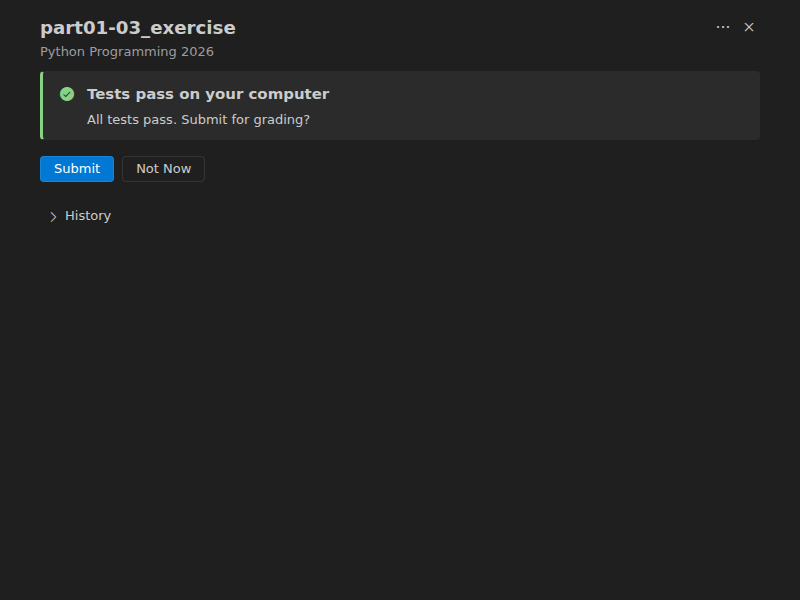 part01-03_exercise
Python Programming 2026
Tests pass on your computer
All tests pass. Submit for grading?
Submit
Not Now
History